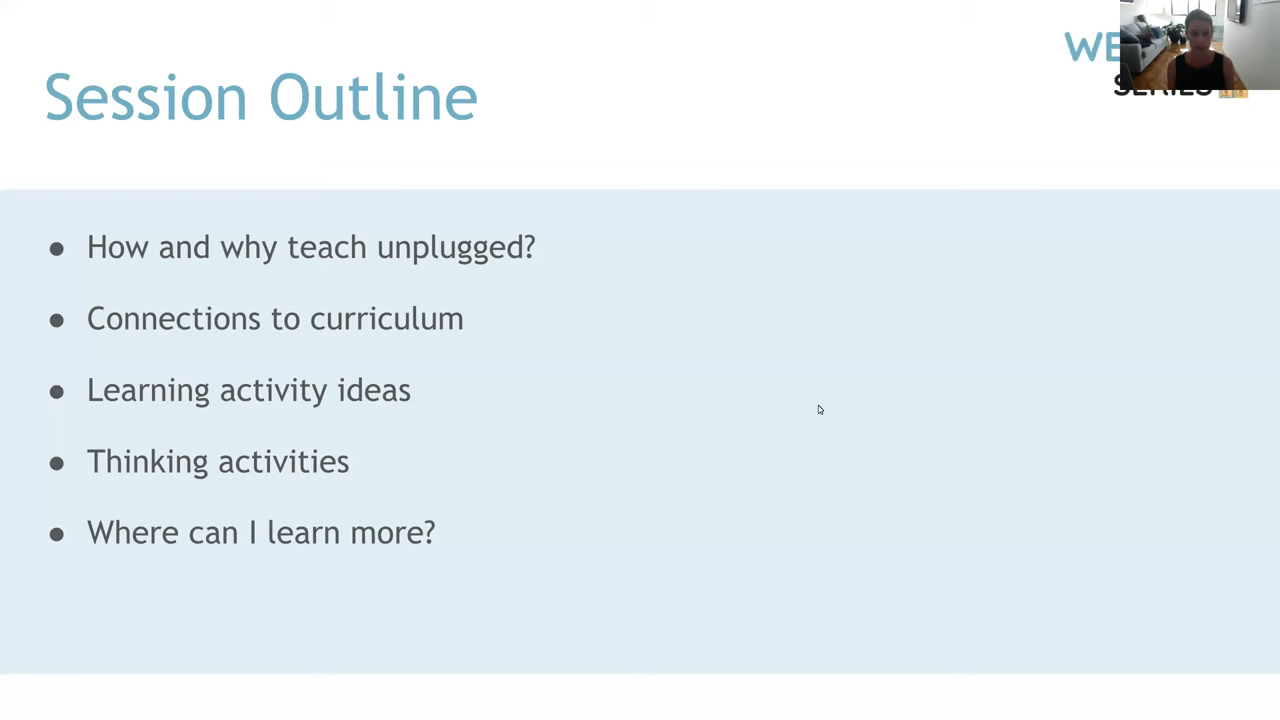 Session Outline
SERIES
● How and why teach unplugged?
● Connections to curriculum
● Learning activity ideas
● Thinking activities
● Where can I learn more?